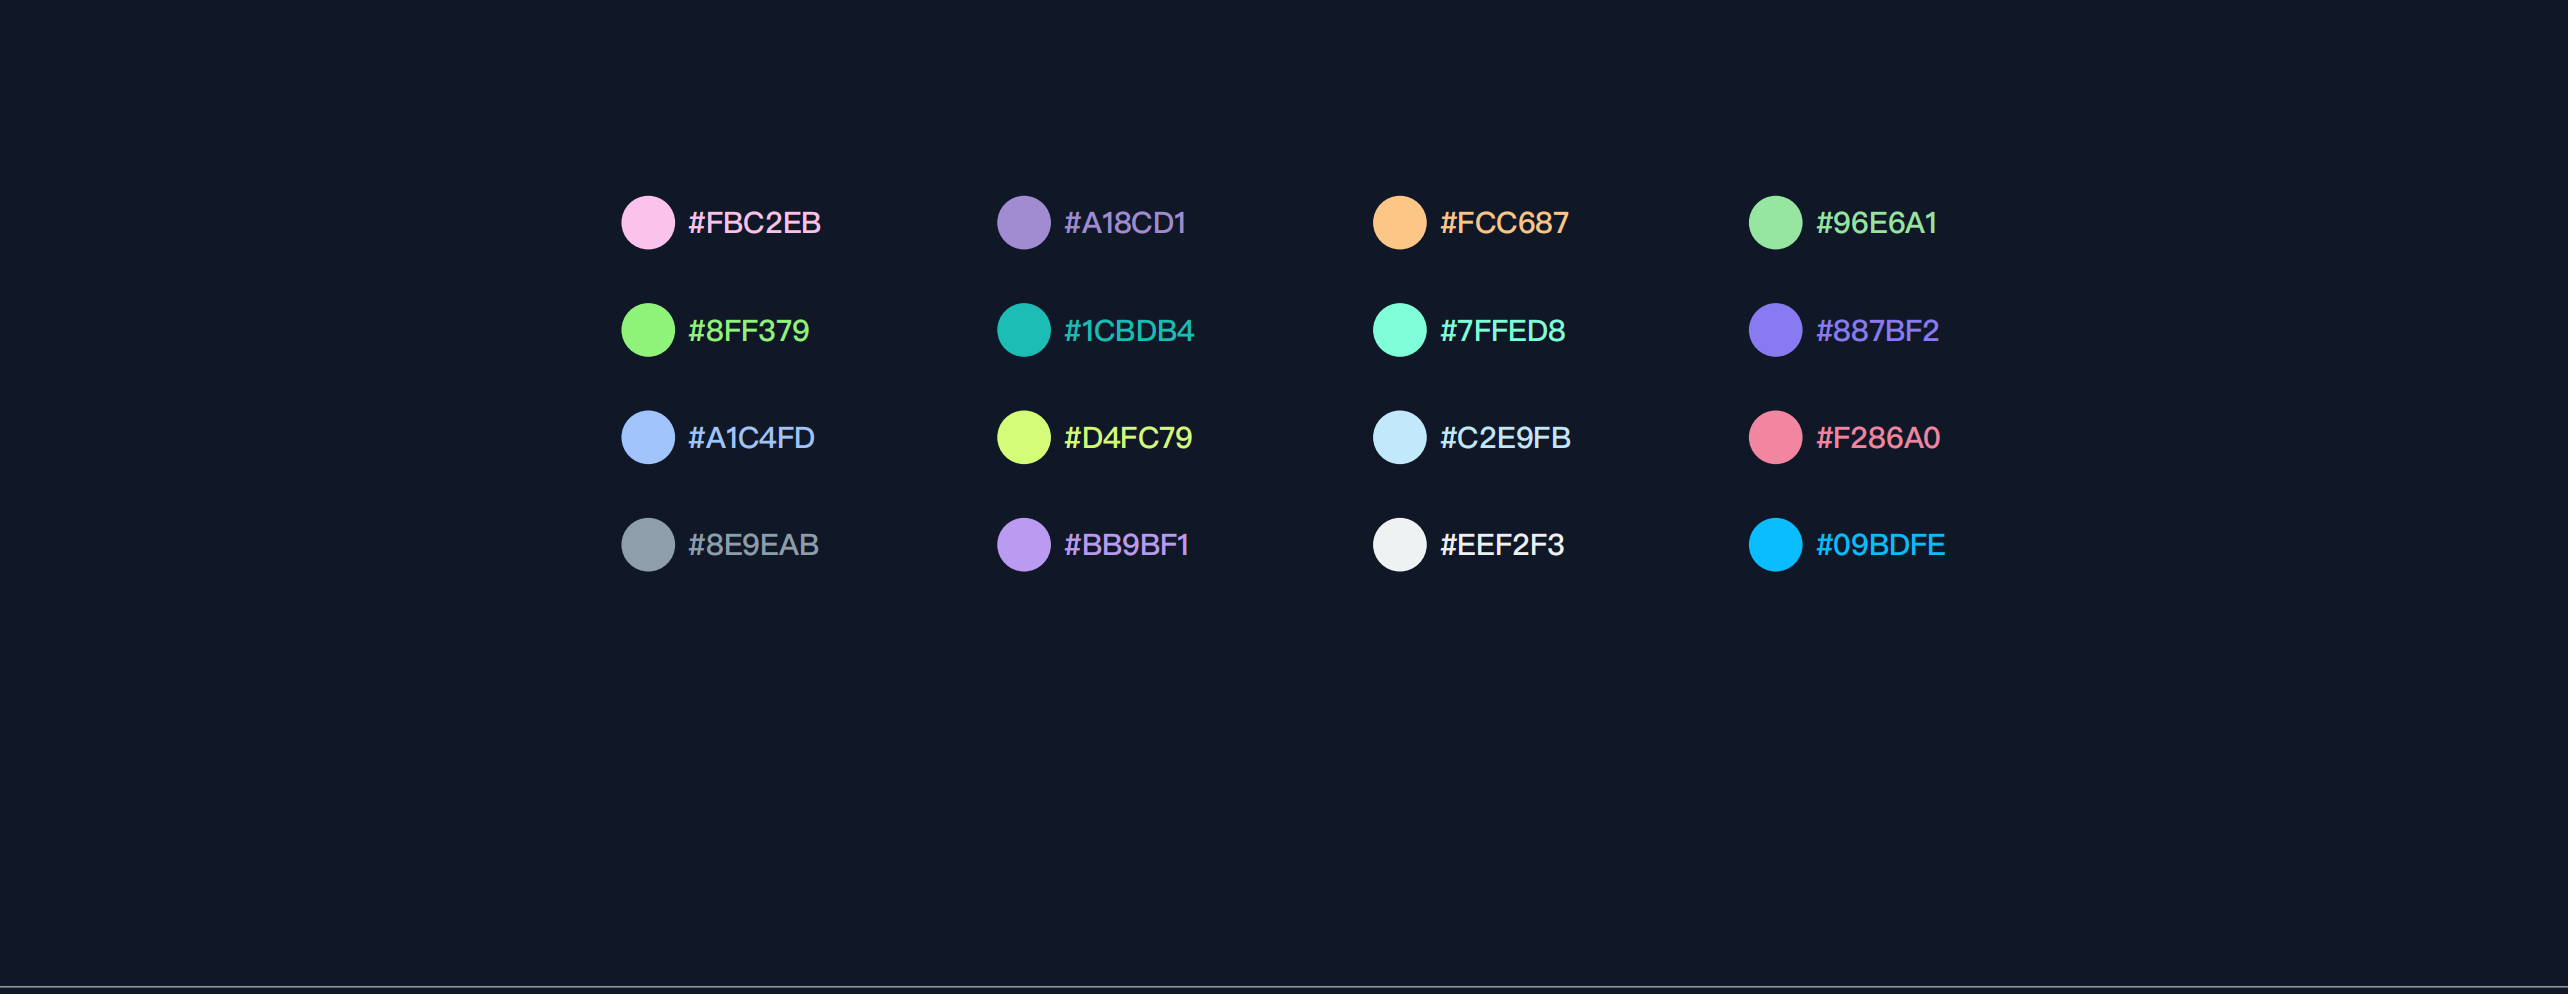 #FBC2EB #A18CD1 #FCC687 #96E6A1
#8FF379 #1CBDB4 #7FFED8 #887BF2
#A1C4FD #D4FC79 #C2E9FB #F286A0
#8E9EAB #BB9BF1 #EEF2F3 #09BDFE